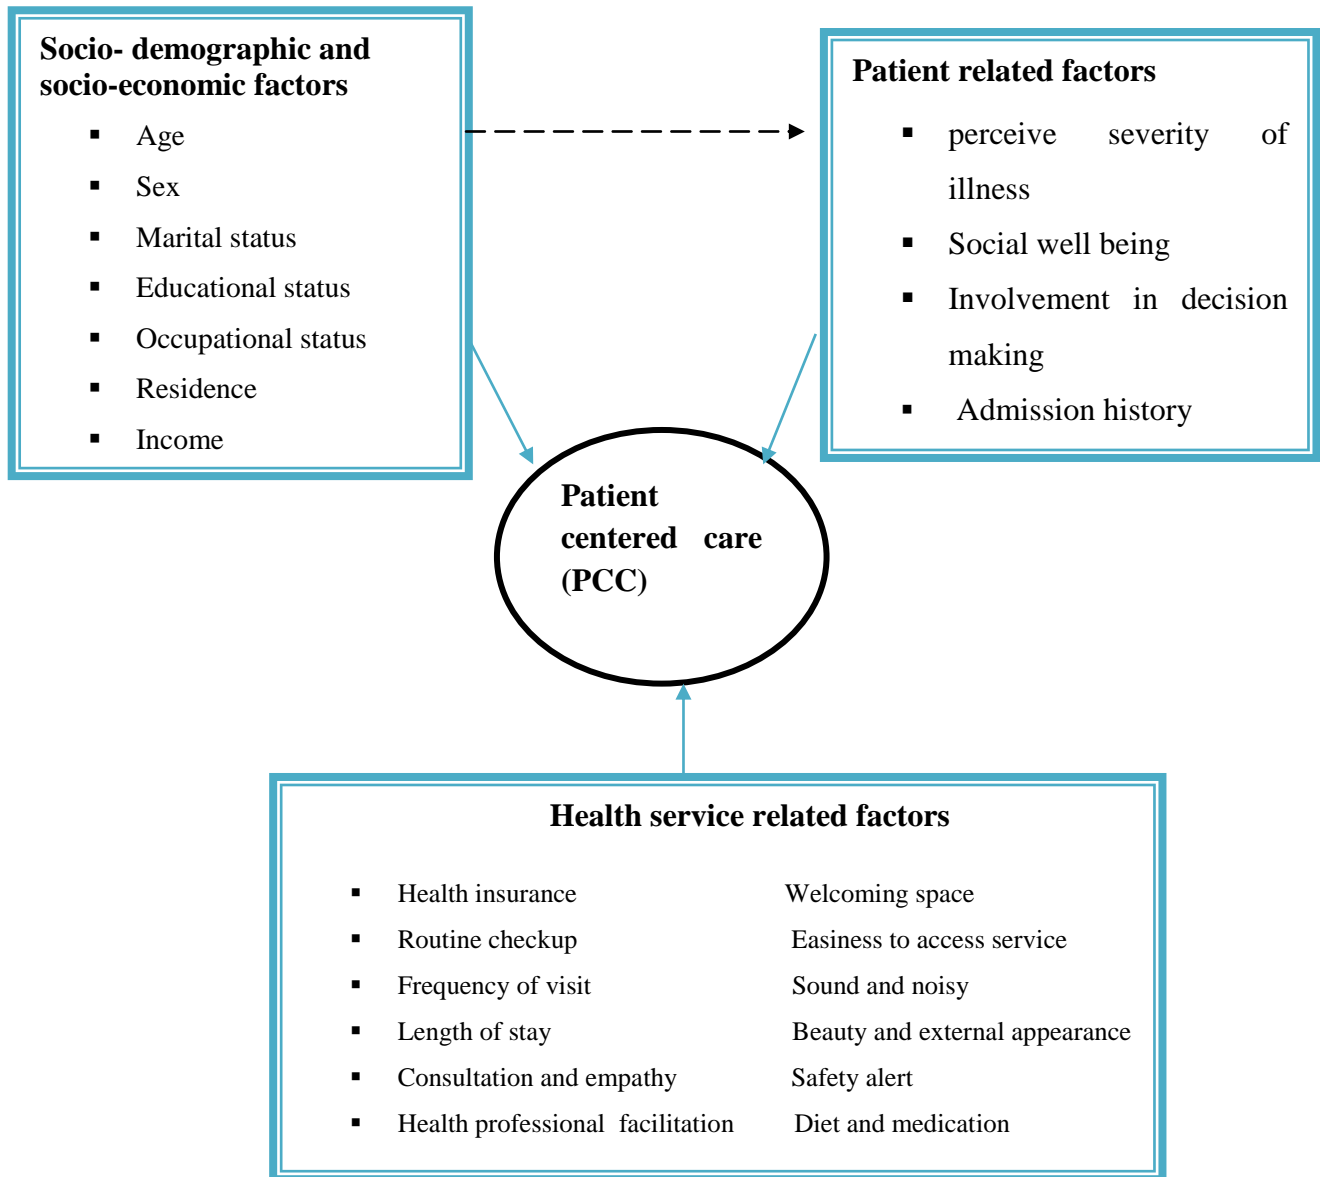 Socio- demographic and
socio-economic factors
▪ Age
▪ Sex
▪ Marital status
▪ Educational status
▪ Occupational status
▪ Residence
▪ Income
Patient related factors
▪ perceive severity of
illness
▪ Social well being
▪ Involvement in decision
making
▪ Admission history
Patient
centered care
(PCC)
Health service related factors
▪ Health insurance Welcoming space
▪ Routine checkup Easiness to access service
▪ Frequency of visit Sound and noisy
▪ Length of stay Beauty and external appearance
▪ Consultation and empathy Safety alert
▪ Health professional facilitation Diet and medication